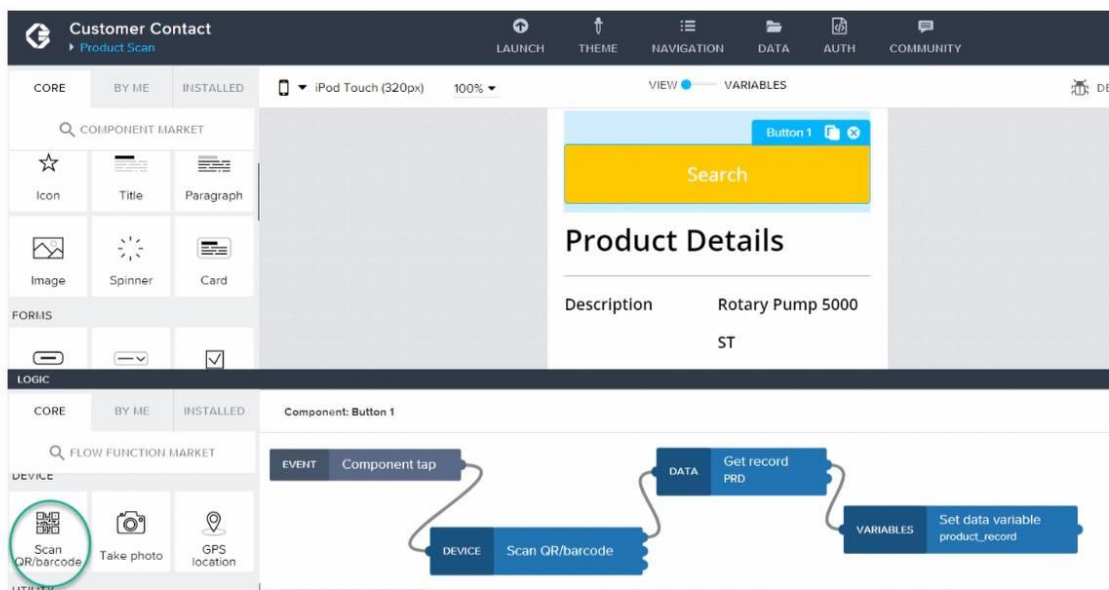 Customer Contact
Product Scan
LAUNCH THEME NAVIGATION DATA AUTH COMMUNITY
CORE BY ME INSTALLED
iPod Touch (320px) 100%
VIEW VARIABLES
COMPONENT MARKET
Icon Title Paragraph
Image Spinner Card
FORMS
Button 1
Search
Product Details
Description Rotary Pump 5000
ST
LOGIC
CORE BY ME INSTALLED
Component: Button 1
FLOW FUNCTION MARKET
DEVICE
Scan Take photo GPS
QR/barcode location
UTILITY
EVENT Component tap
DEVICE Scan QR/barcode
DATA Get record
PRD
VARIABLES Set data variable
product_record